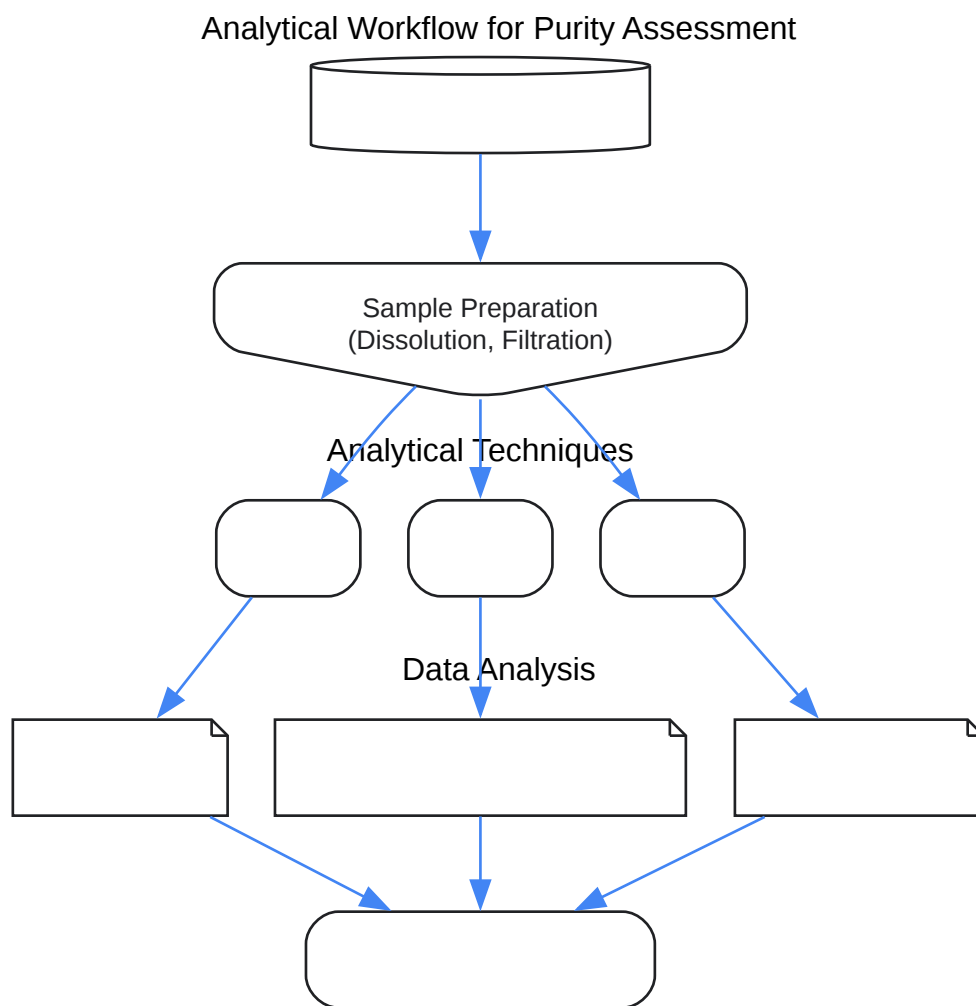 Analytical Workflow for Purity Assessment
Sample Preparation
(Dissolution, Filtration)
Analytical Techniques
Data Analysis